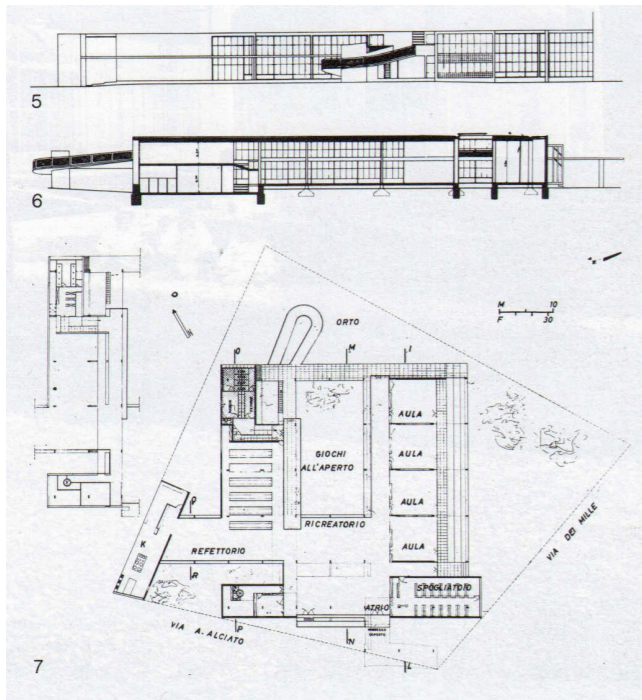 5
6
M 10
F 30
O
ORTO
O M I
AULA
GIOCHI
ALL'APERTO
AULA
AULA
Q
RICREATORIO
K
REFETTORIO
AULA
R
SPOGLIATOIO
ATRIO
P
VIA A. ALCIATO
N
L
VIA DEI MILLE
7